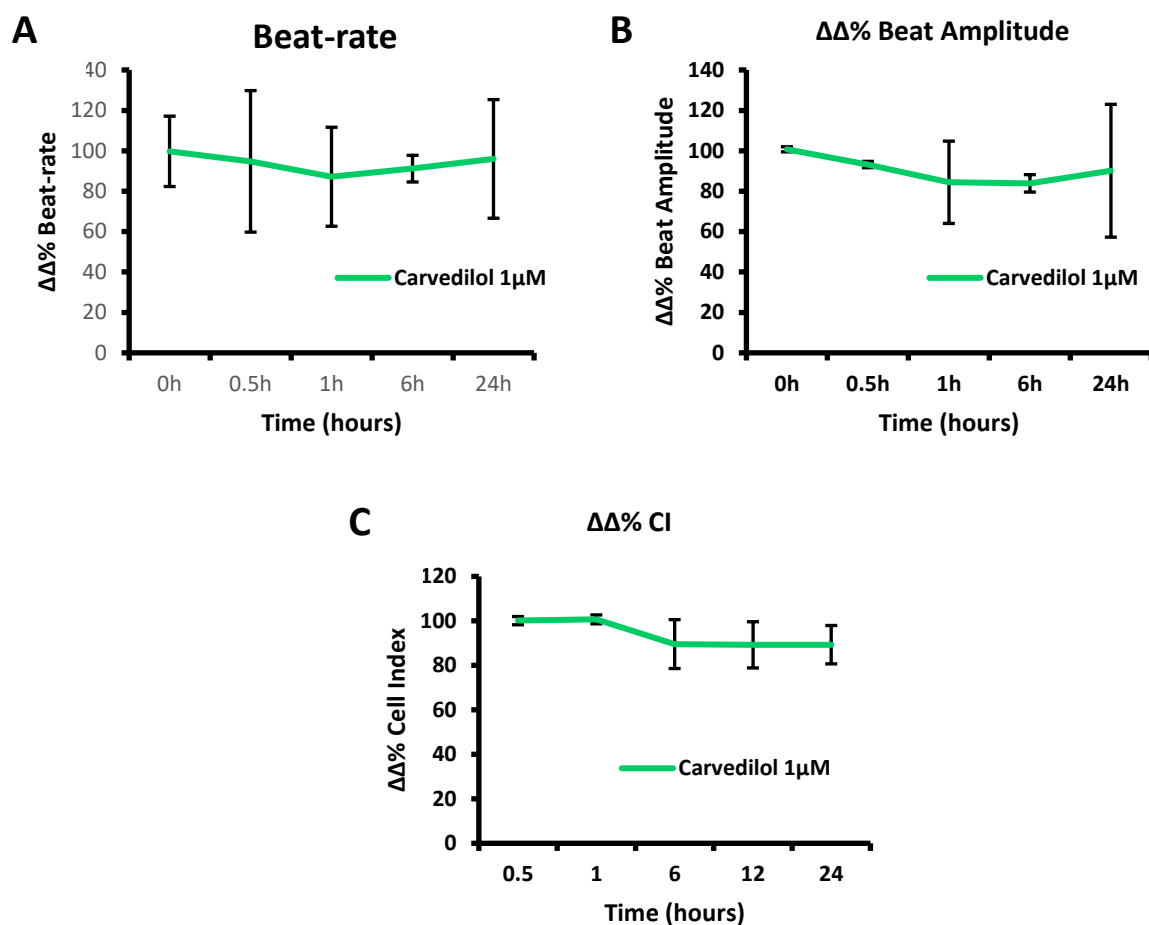 A
Beat-rate
ΔΔ% Beat-rate
140
120
100
80
60
40
20
0
Carvedilol 1µM
0h 0.5h 1h 6h 24h
Time (hours)
B
ΔΔ% Beat Amplitude
ΔΔ% Beat Amplitude
140
120
100
80
60
40
20
0
Carvedilol 1µM
0h 0.5h 1h 6h 24h
Time (hours)
C
ΔΔ% CI
ΔΔ% Cell Index
120
100
80
60
40
20
0
Carvedilol 1µM
0.5 1 6 12 24
Time (hours)